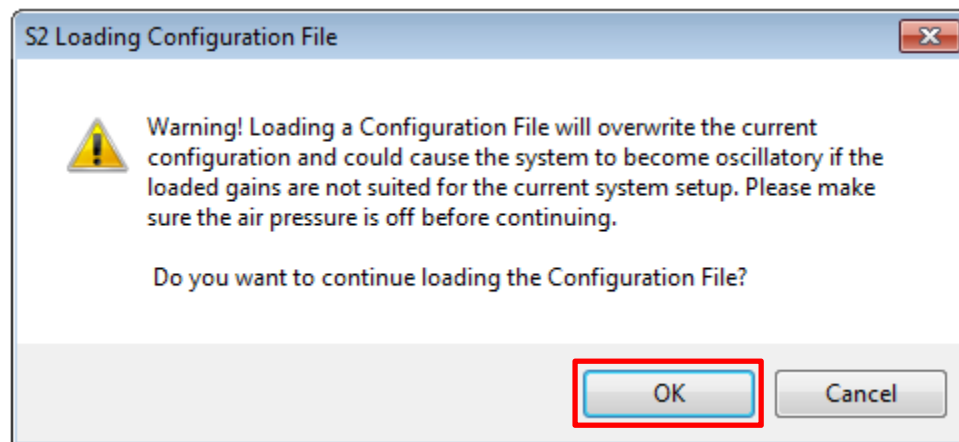 S2 Loading Configuration File
Warning! Loading a Configuration File will overwrite the current
configuration and could cause the system to become oscillatory if the
loaded gains are not suited for the current system setup. Please make
sure the air pressure is off before continuing.
Do you want to continue loading the Configuration File?
OK
Cancel